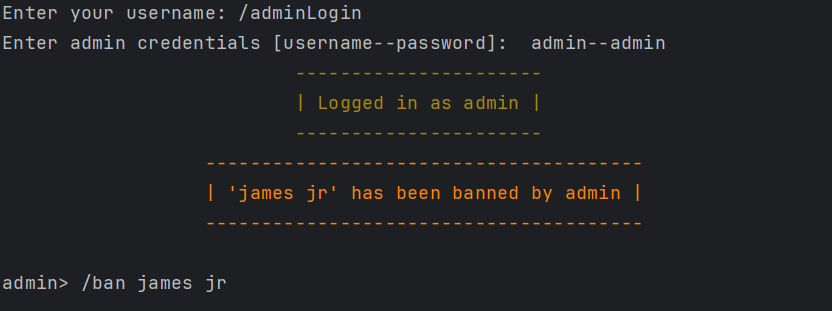 Enter your username: /adminLogin
Enter admin credentials [username--password]:  admin--admin
----------------------
| Logged in as admin |
----------------------
---------------------------------------
| 'james jr' has been banned by admin |
---------------------------------------
admin> /ban james jr